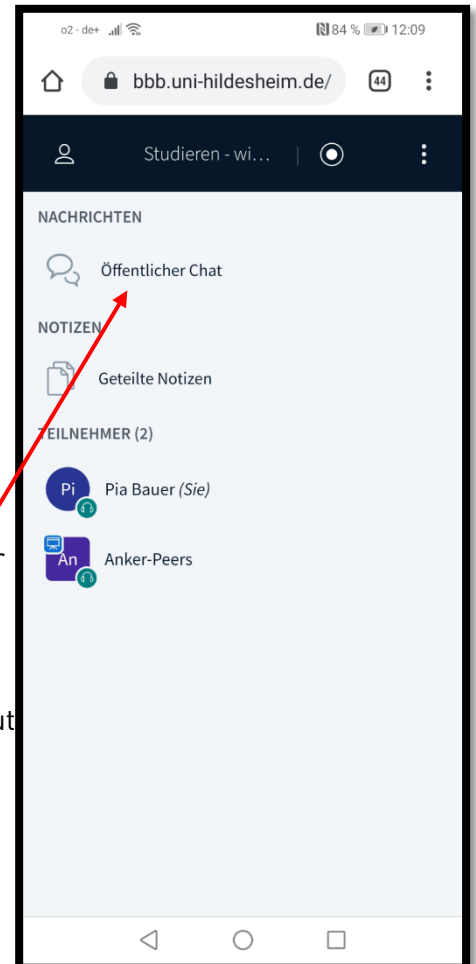 o2 - de+ 84 % 12:09
bbb.uni-hildesheim.de/ 44
Studieren - wi… |
NACHRICHTEN
Öffentlicher Chat
NOTIZEN
Geteilte Notizen
TEILNEHMER (2)
Pi Pia Bauer (Sie)
An Anker-Peers